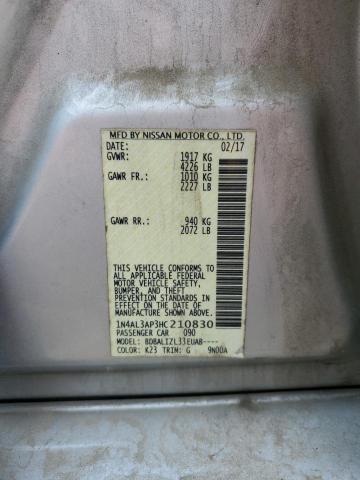 MFD BY NISSAN MOTOR CO., LTD.
DATE: 02/17
GVWR: 1917 KG
4226 LB
GAWR FR.: 1010 KG
2227 LB
GAWR RR.: 940 KG
2072 LB
THIS VEHICLE CONFORMS TO
ALL APPLICABLE FEDERAL
MOTOR VEHICLE SAFETY,
BUMPER, AND THEFT
PREVENTION STANDARDS
IN EFFECT ON THE DATE OF
MANUFACTURE SHOWN ABOVE.
1N4AL3AP3HC210830
PASSENGER CAR 090
MODEL: BDBALIZL33EUAB----
COLOR: K23 TRIM: G 9N00A